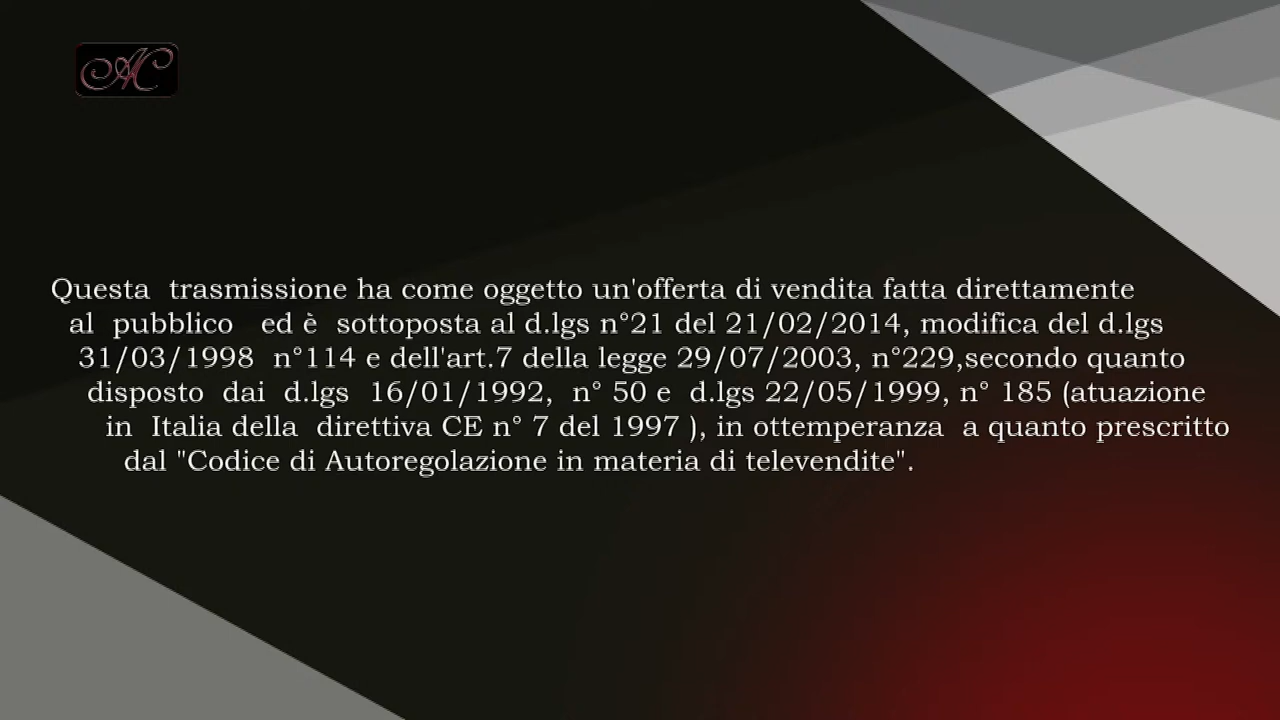 AC
Questa trasmissione ha come oggetto un'offerta di vendita fatta direttamente
al pubblico ed è sottoposta al d.lgs n°21 del 21/02/2014, modifica del d.lgs
31/03/1998 n°114 e dell'art.7 della legge 29/07/2003, n°229,secondo quanto
disposto dai d.lgs 16/01/1992, n° 50 e d.lgs 22/05/1999, n° 185 (atuazione
in Italia della direttiva CE n° 7 del 1997 ), in ottemperanza a quanto prescritto
dal "Codice di Autoregolazione in materia di televendite".